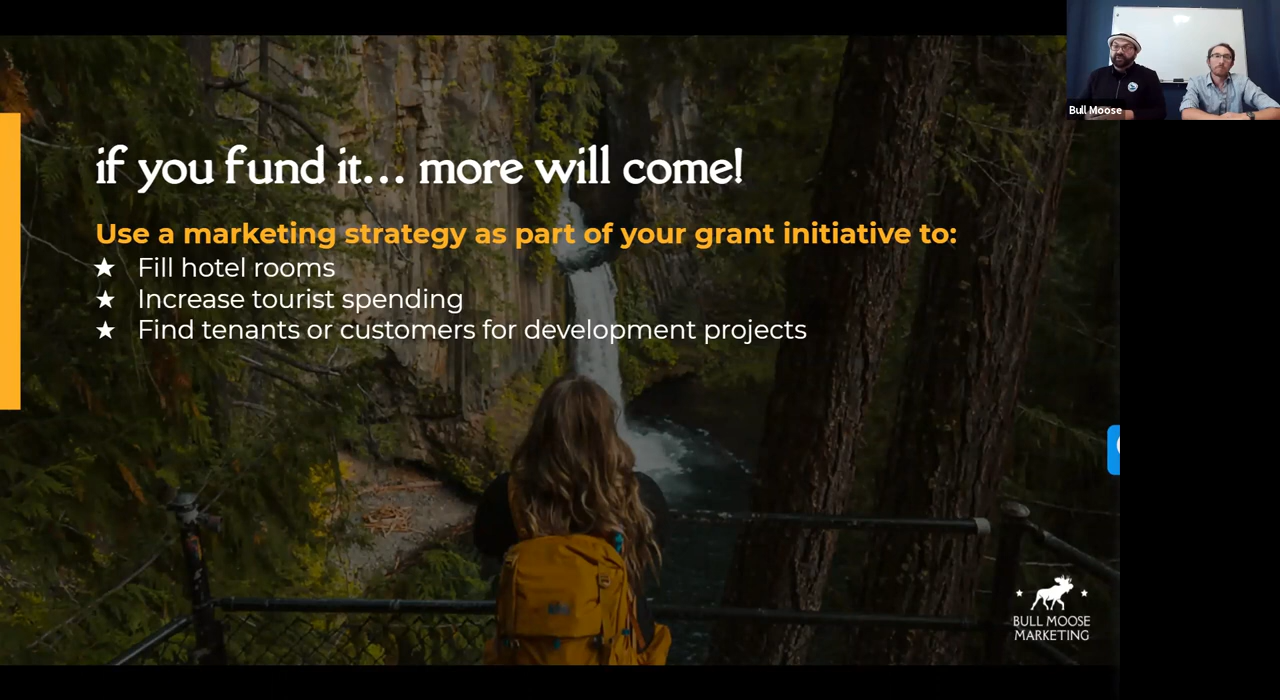 Bull Moose
if you fund it... more will come!
Use a marketing strategy as part of your grant initiative to:
★ Fill hotel rooms
★ Increase tourist spending
★ Find tenants or customers for development projects
BULL MOOSE
MARKETING